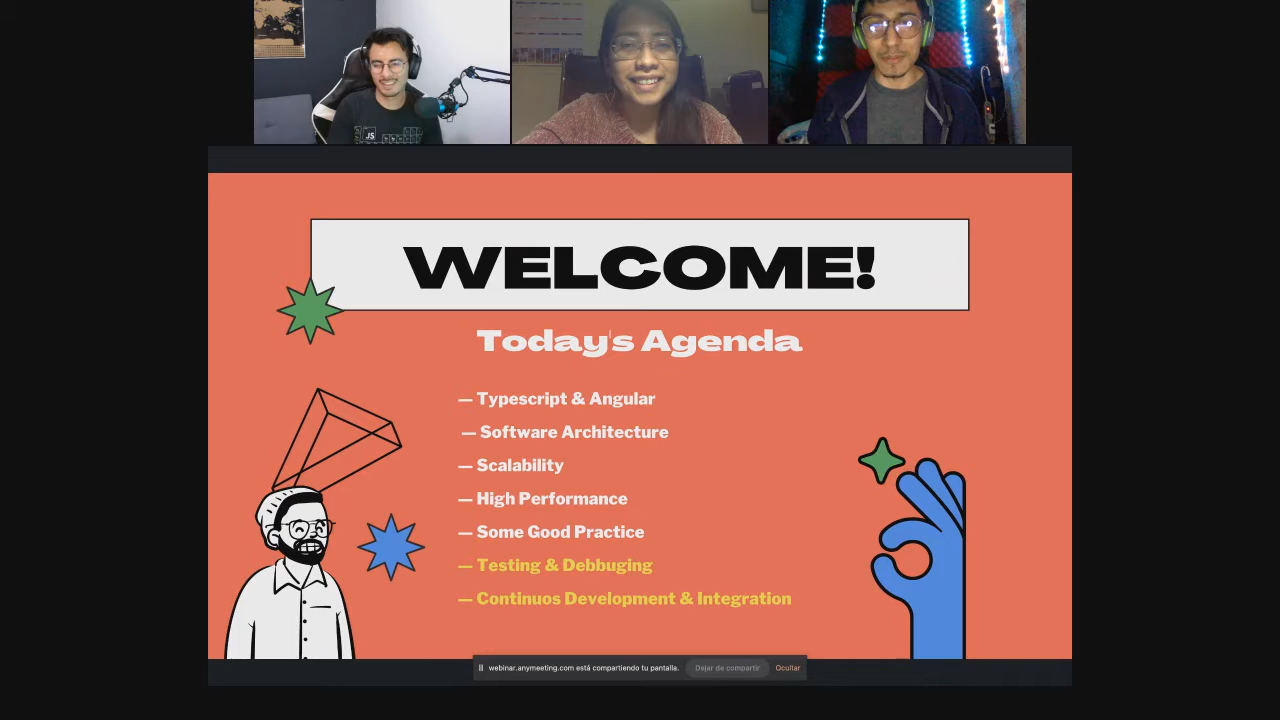 JS
WELCOME!
Today's Agenda
— Typescript & Angular
— Software Architecture
— Scalability
— High Performance
— Some Good Practice
— Testing & Debbuging
— Continuos Development & Integration
webinar.anymeeting.com está compartiendo tu pantalla. Dejar de compartir Ocultar